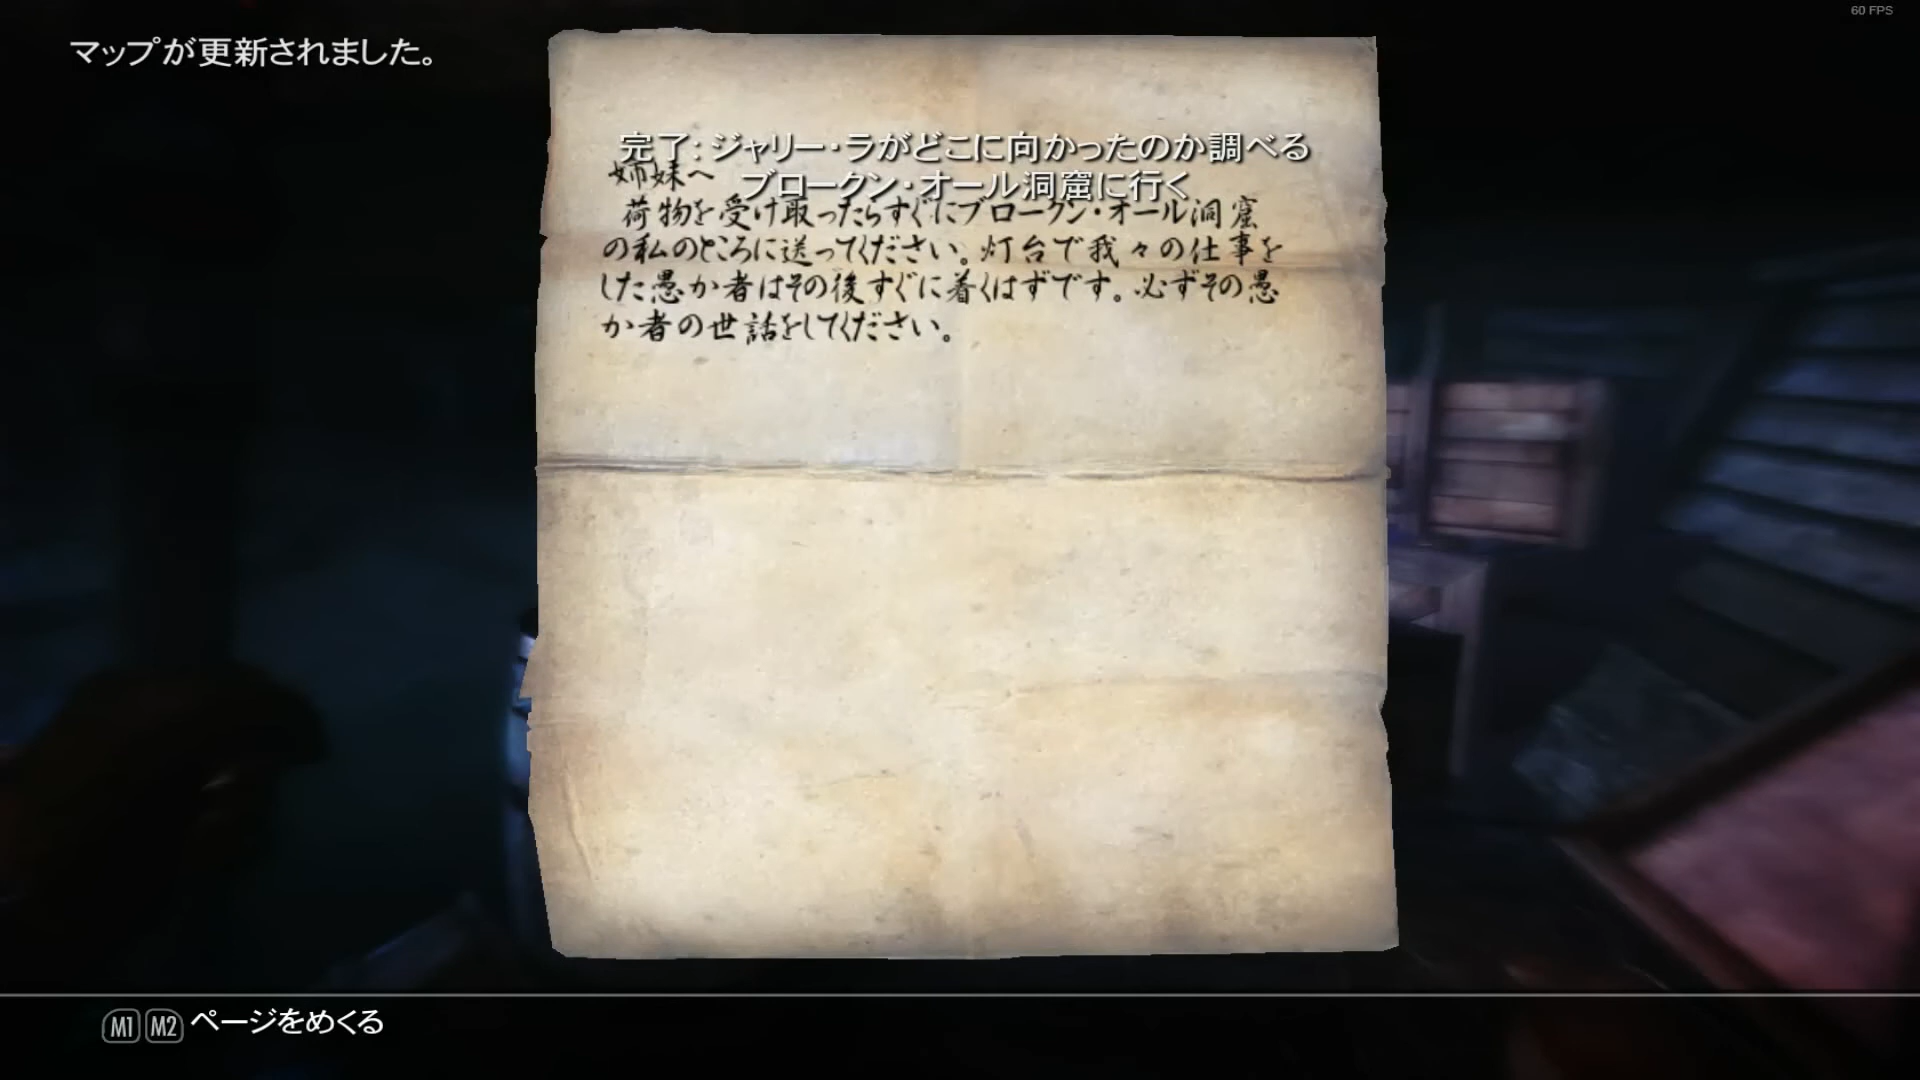 60 FPS
マップが更新されました。
完了: ジャリー・ラがどこに向かったのか調べる
ブロークン・オール洞窟に行く
姉妹へ
荷物を受け取ったらすぐにブロークン・オール洞窟
の私のところに送ってください。灯台で我々の仕事を
した愚か者はその後すぐに着くはずです。必ずその愚
か者の世話をしてください。
M1 M2 ページをめくる